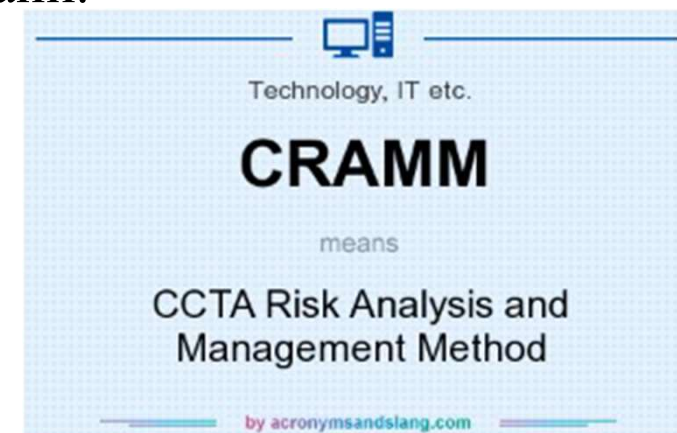 Technology, IT etc.
CRAMM
means
CCTA Risk Analysis and
Management Method
by acronymsandslang.com